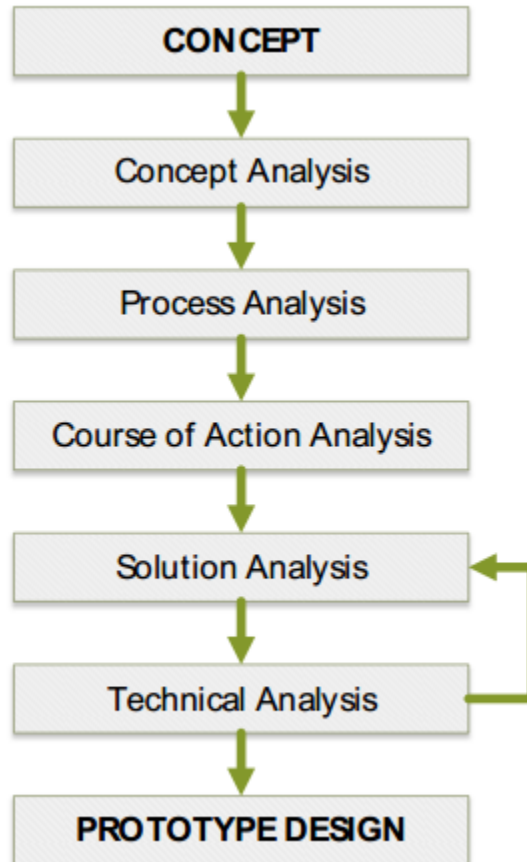 CONCEPT
Concept Analysis
Process Analysis
Course of Action Analysis
Solution Analysis
Technical Analysis
PROTOTYPE DESIGN